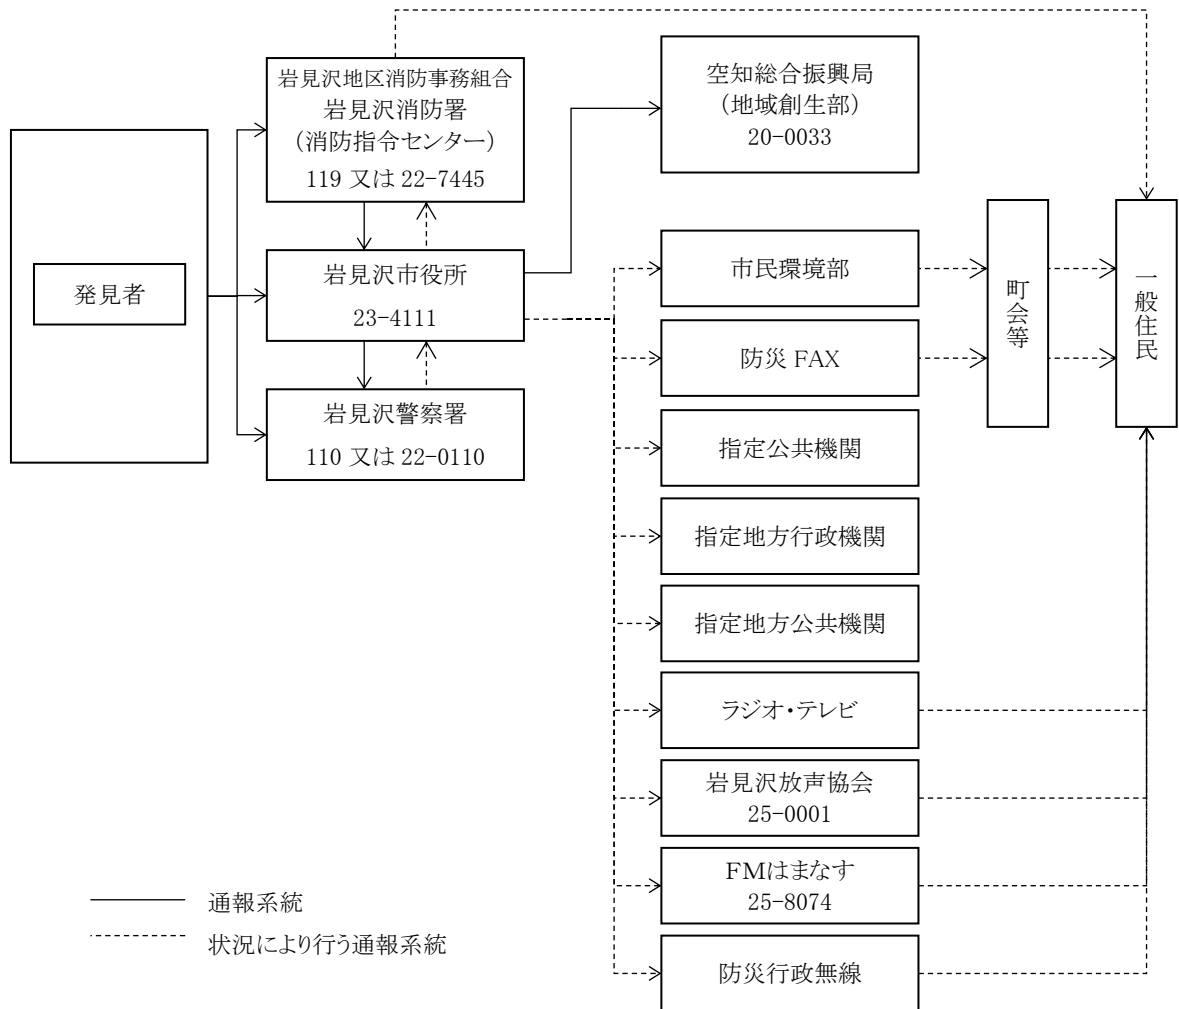 岩見沢地区消防事務組合
岩見沢消防署
(消防指令センター)
119 又は 22-7445
発見者
岩見沢市役所
23-4111
岩見沢警察署
110 又は 22-0110
空知総合振興局
(地域創生部)
20-0033
市民環境部
防災 FAX
指定公共機関
指定地方行政機関
指定地方公共機関
ラジオ・テレビ
岩見沢放声協会
25-0001
FMはまなす
25-8074
防災行政無線
町会等
一般住民
通報系統
状況により行う通報系統